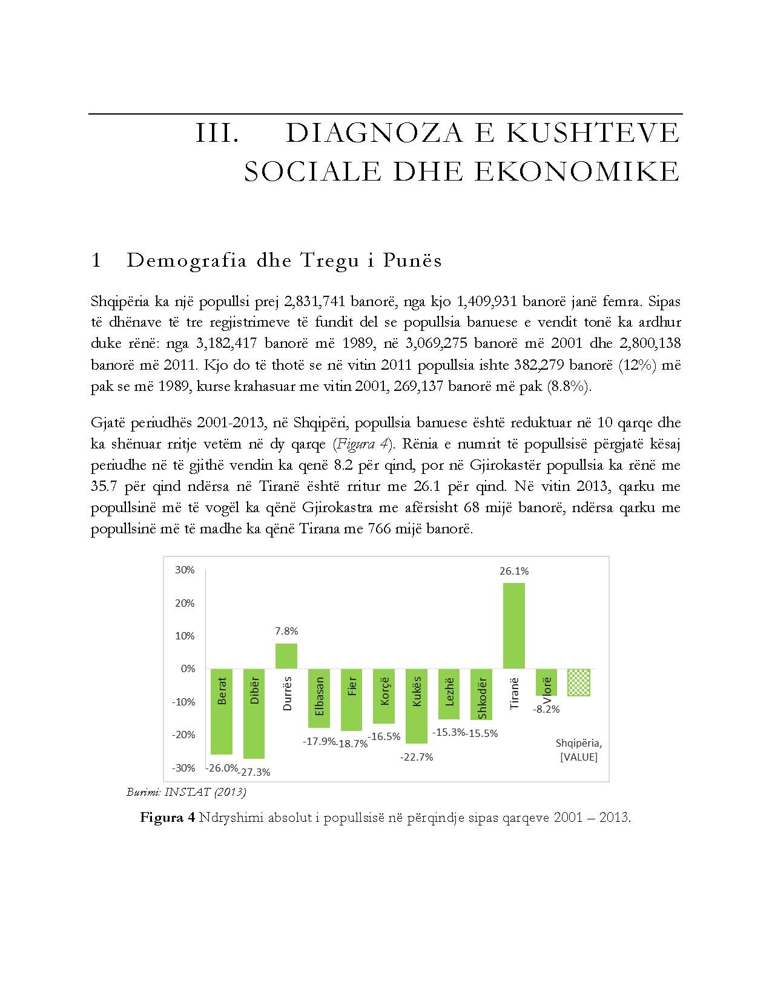 III. DIAGNOZA E KUSHTEVE
SOCIALE DHE EKONOMIKE
1 Demografia dhe Tregu i Punës
Shqipëria ka një popullsi prej 2,831,741 banorë, nga kjo 1,409,931 banorë janë femra. Sipas
të dhënave të tre regjistrimeve të fundit del se popullsia banuese e vendit tonë ka ardhur
duke rënë: nga 3,182,417 banorë më 1989, në 3,069,275 banorë më 2001 dhe 2,800,138
banorë më 2011. Kjo do të thotë se në vitin 2011 popullsia ishte 382,279 banorë (12%) më
pak se më 1989, kurse krahasuar me vitin 2001, 269,137 banorë më pak (8.8%).
Gjatë periudhës 2001-2013, në Shqipëri, popullsia banuese është reduktuar në 10 qarqe dhe
ka shënuar rritje vetëm në dy qarqe (Figura 4). Rënia e numrit të popullsisë përgjatë kësaj
periudhe në të gjithë vendin ka qenë 8.2 për qind, por në Gjirokastër popullsia ka rënë me
35.7 për qind ndërsa në Tiranë është rritur me 26.1 për qind. Në vitin 2013, qarku me
popullsinë më të vogël ka qënë Gjirokastra me afërsisht 68 mijë banorë, ndërsa qarku me
popullsinë më të madhe ka qënë Tirana me 766 mijë banorë.
30%
20%
10%
0%
-10%
-20%
-30%
Berat
Dibër
Durrës
Elbasan
Fier
Korçë
Kukës
Lezhë
Shkodër
Tiranë
Vlorë
-26.0%
-27.3%
7.8%
-17.9%
-18.7%
-16.5%
-22.7%
-15.3%
-15.5%
26.1%
-8.2%
Shqipëria,
[VALUE]
Burimi: INSTAT (2013)
Figura 4 Ndryshimi absolut i popullsisë në përqindje sipas qarqeve 2001 – 2013.